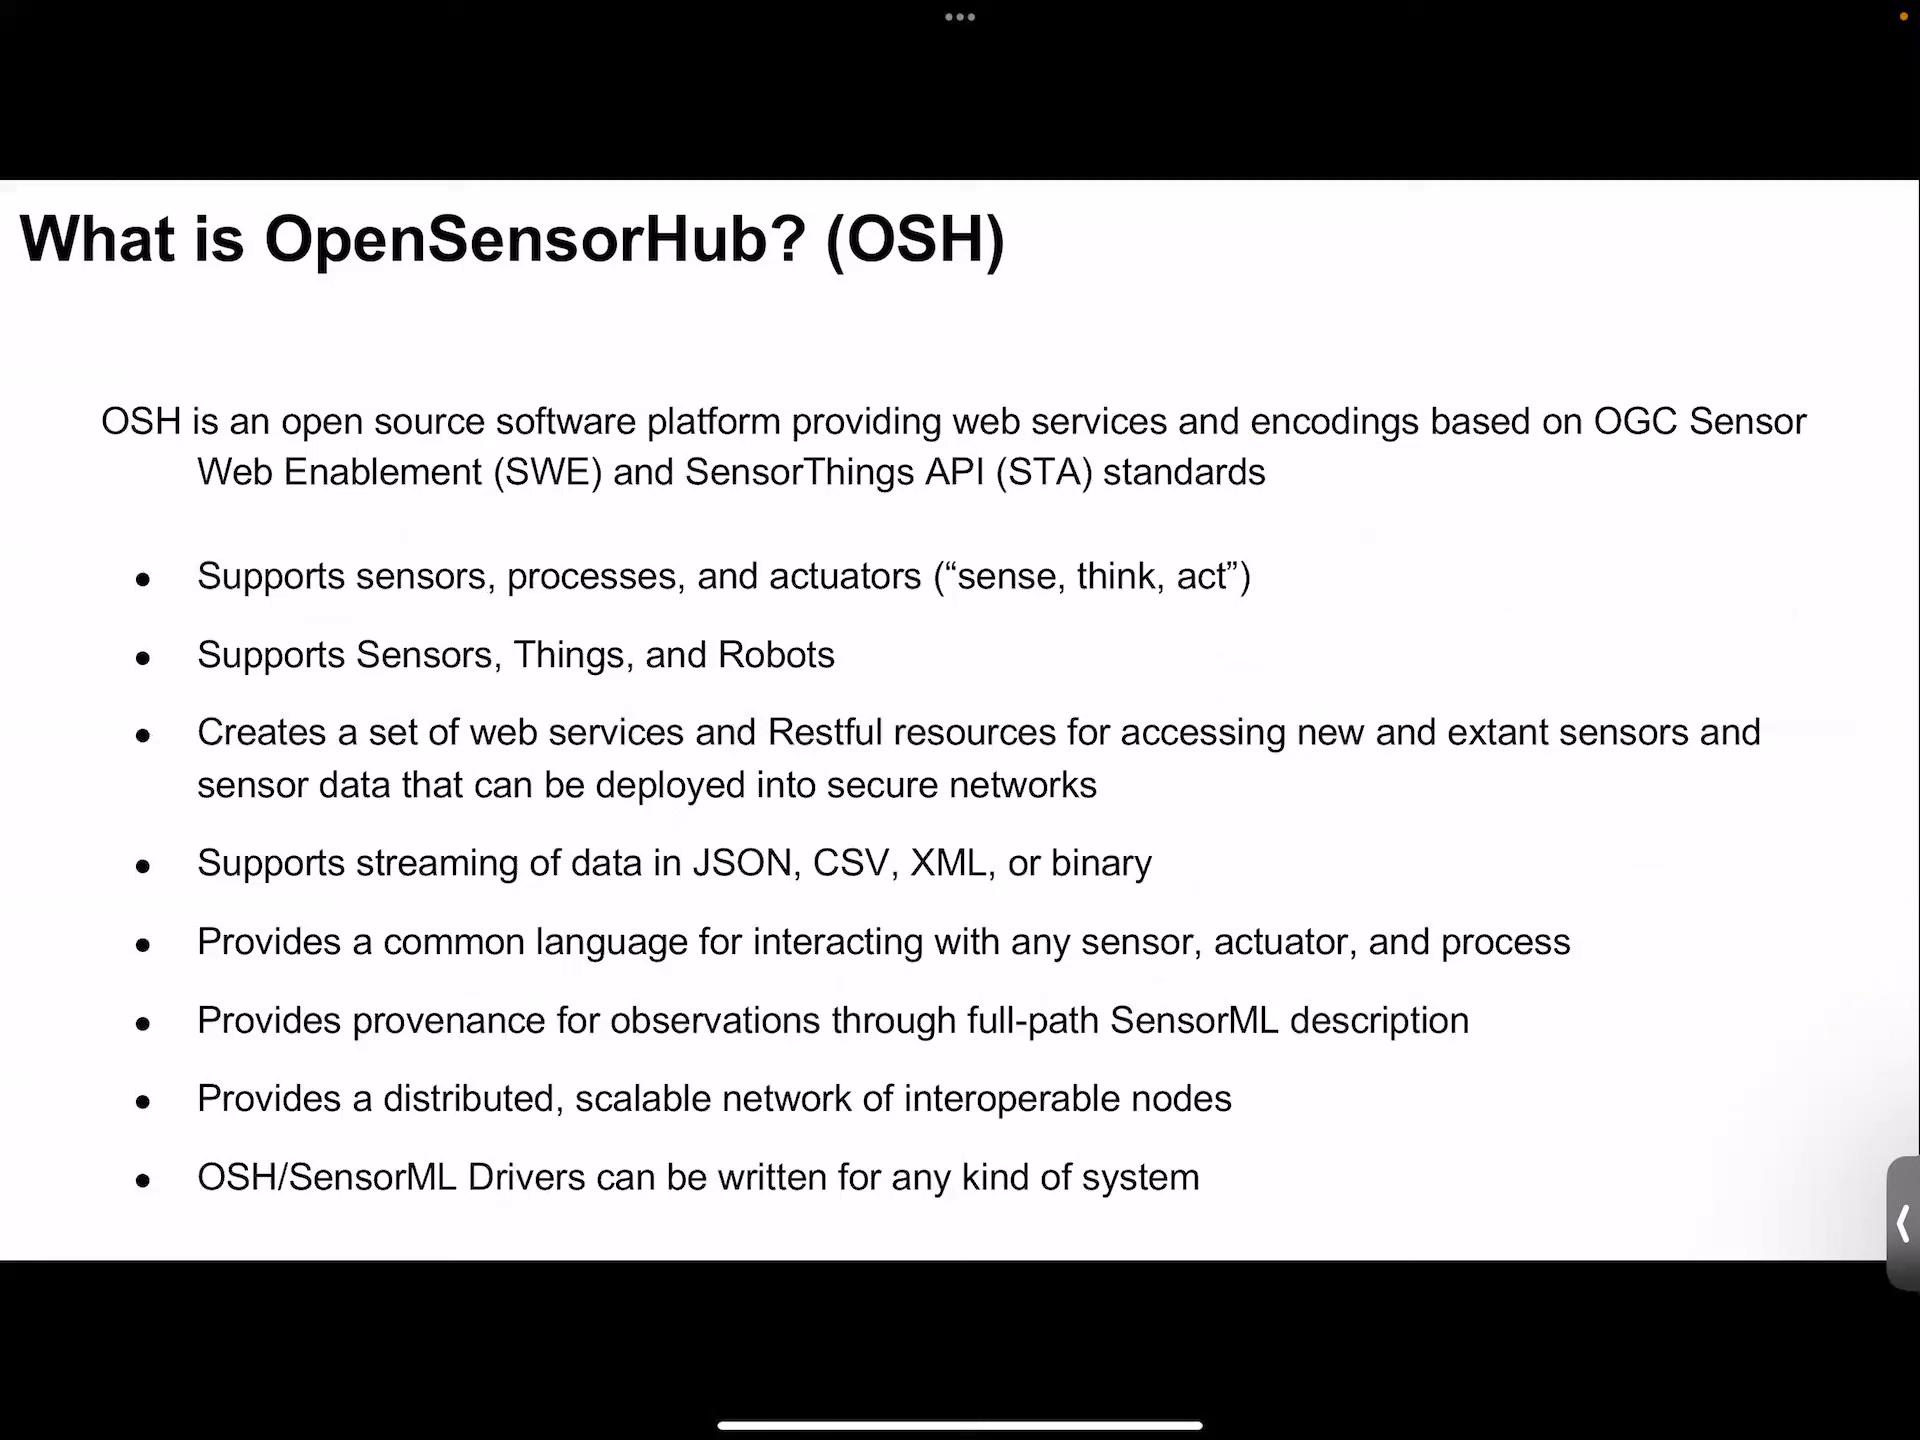 What is OpenSensorHub? (OSH)
OSH is an open source software platform providing web services and encodings based on OGC Sensor
Web Enablement (SWE) and SensorThings API (STA) standards
● Supports sensors, processes, and actuators (“sense, think, act”)
● Supports Sensors, Things, and Robots
● Creates a set of web services and Restful resources for accessing new and extant sensors and
sensor data that can be deployed into secure networks
● Supports streaming of data in JSON, CSV, XML, or binary
● Provides a common language for interacting with any sensor, actuator, and process
● Provides provenance for observations through full-path SensorML description
● Provides a distributed, scalable network of interoperable nodes
● OSH/SensorML Drivers can be written for any kind of system